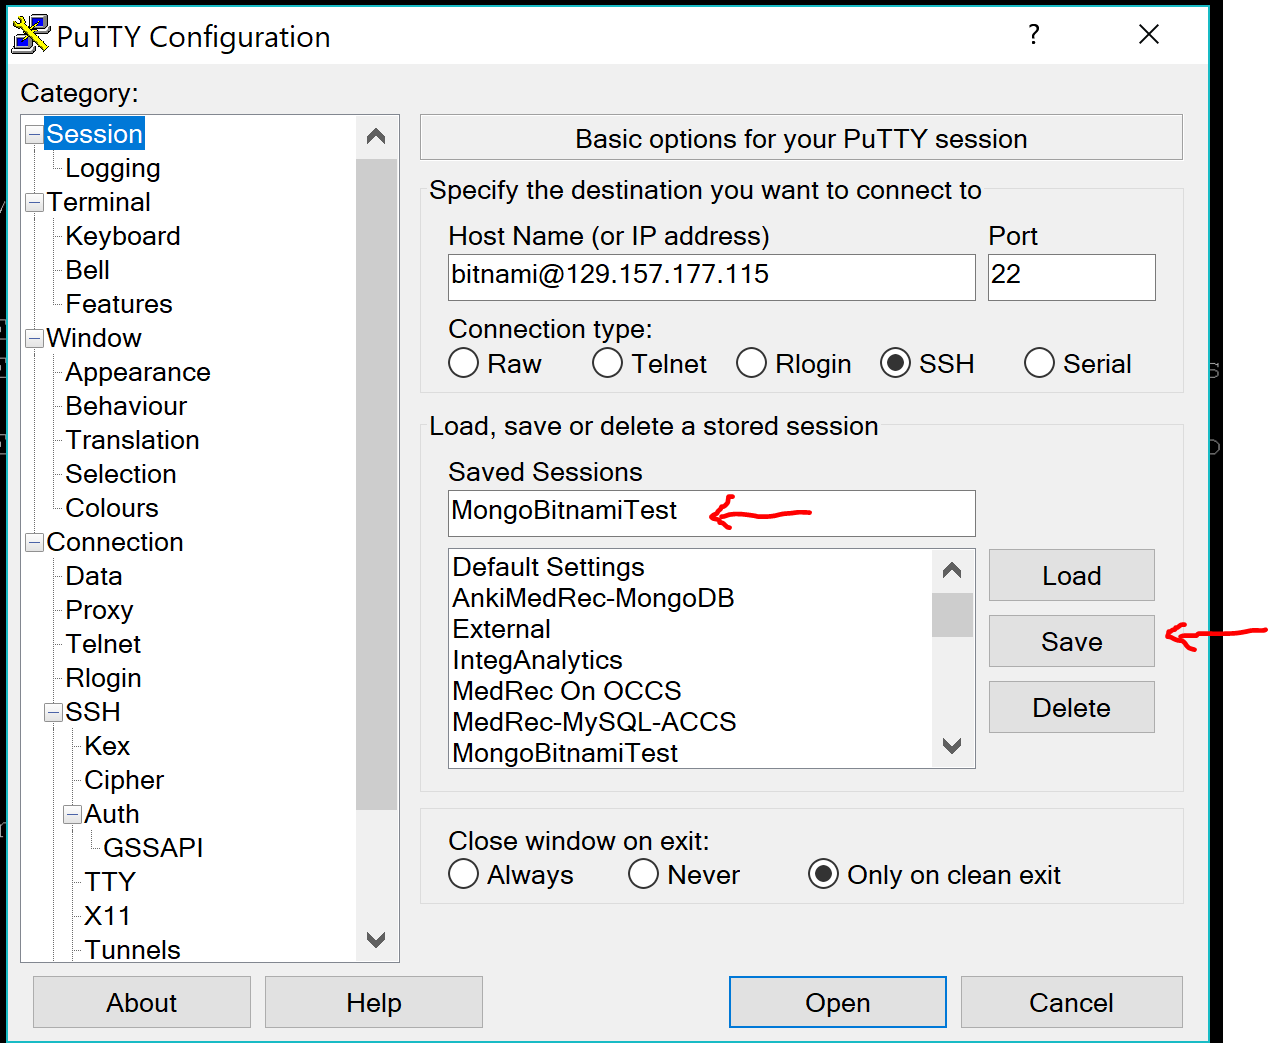 PuTTY Configuration
?
Category:
Session
Logging
Terminal
Keyboard
Bell
Features
Window
Appearance
Behaviour
Translation
Selection
Colours
Connection
Data
Proxy
Telnet
Rlogin
SSH
Kex
Cipher
Auth
GSSAPI
TTY
X11
Tunnels
Basic options for your PuTTY session
Specify the destination you want to connect to
Host Name (or IP address) Port
bitnami@129.157.177.115 22
Connection type:
Raw Telnet Rlogin SSH Serial
Load, save or delete a stored session
Saved Sessions
MongoBitnamiTest
Default Settings
AnkiMedRec-MongoDB
External
IntegAnalytics
MedRec On OCCS
MedRec-MySQL-ACCS
MongoBitnamiTest
Load
Save
Delete
Close window on exit:
Always Never Only on clean exit
About Help Open Cancel